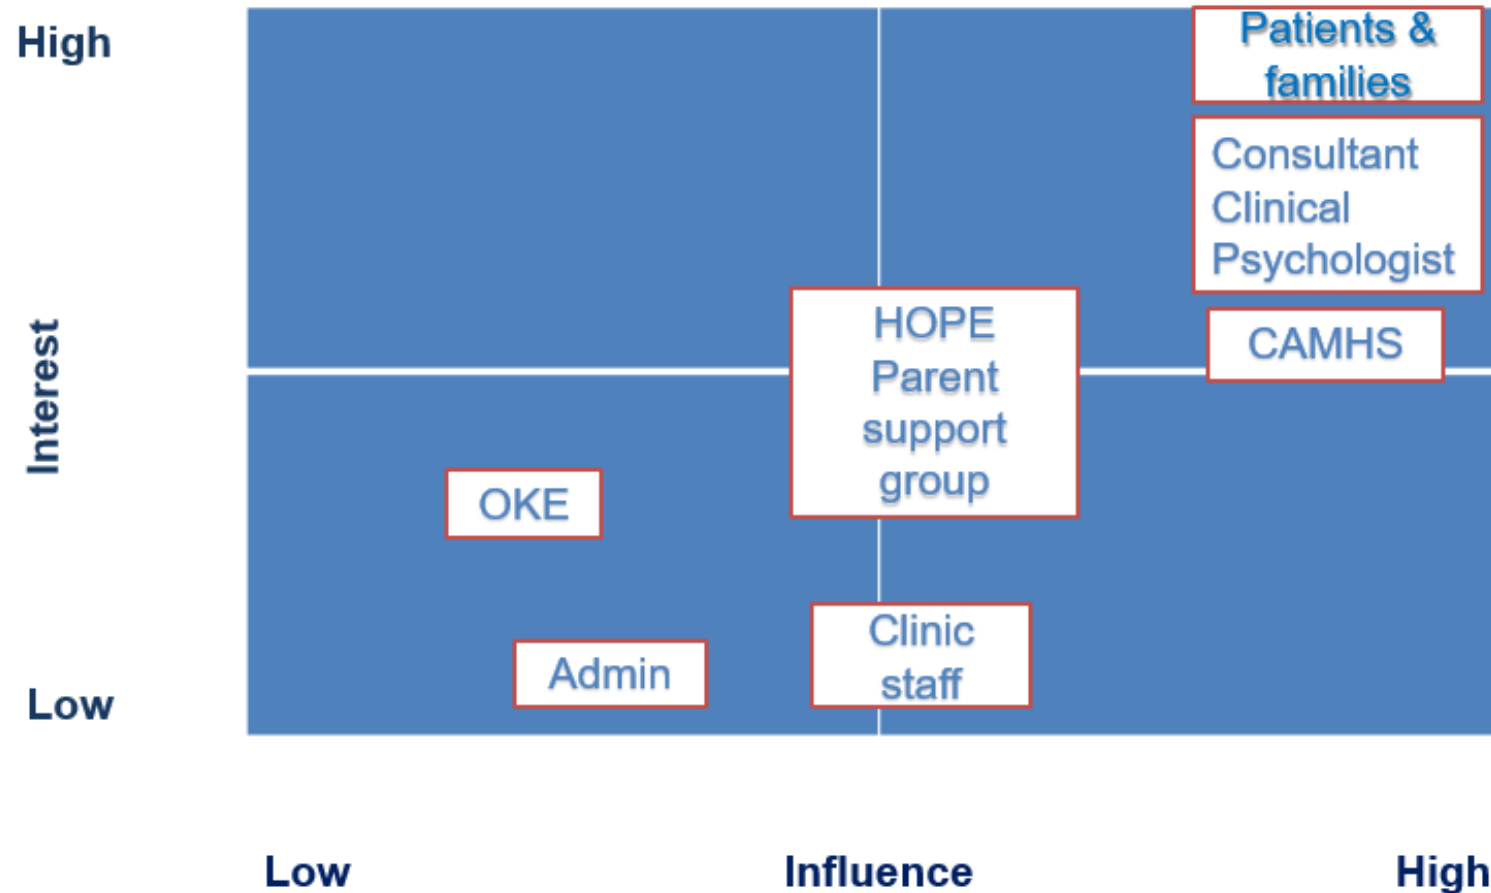 High
Patients &
families
Consultant
Clinical
Psychologist
HOPE
Parent
support
group
CAMHS
Interest
OKE
Clinic
staff
Admin
Low
Low
Influence
High